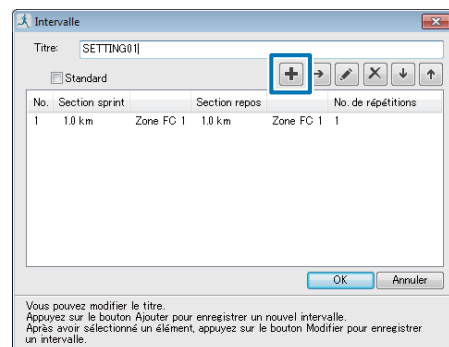 Intervalle
Titre: SETTING01
Standard
No. Section sprint Section repos No. de répétitions
1 1.0 km Zone FC 1 1.0 km Zone FC 1 1
OK Annuler
Vous pouvez modifier le titre.
Appuyez sur le bouton Ajouter pour enregistrer un nouvel intervalle.
Après avoir sélectionné un élément, appuyez sur le bouton Modifier pour enregistrer
un intervalle.